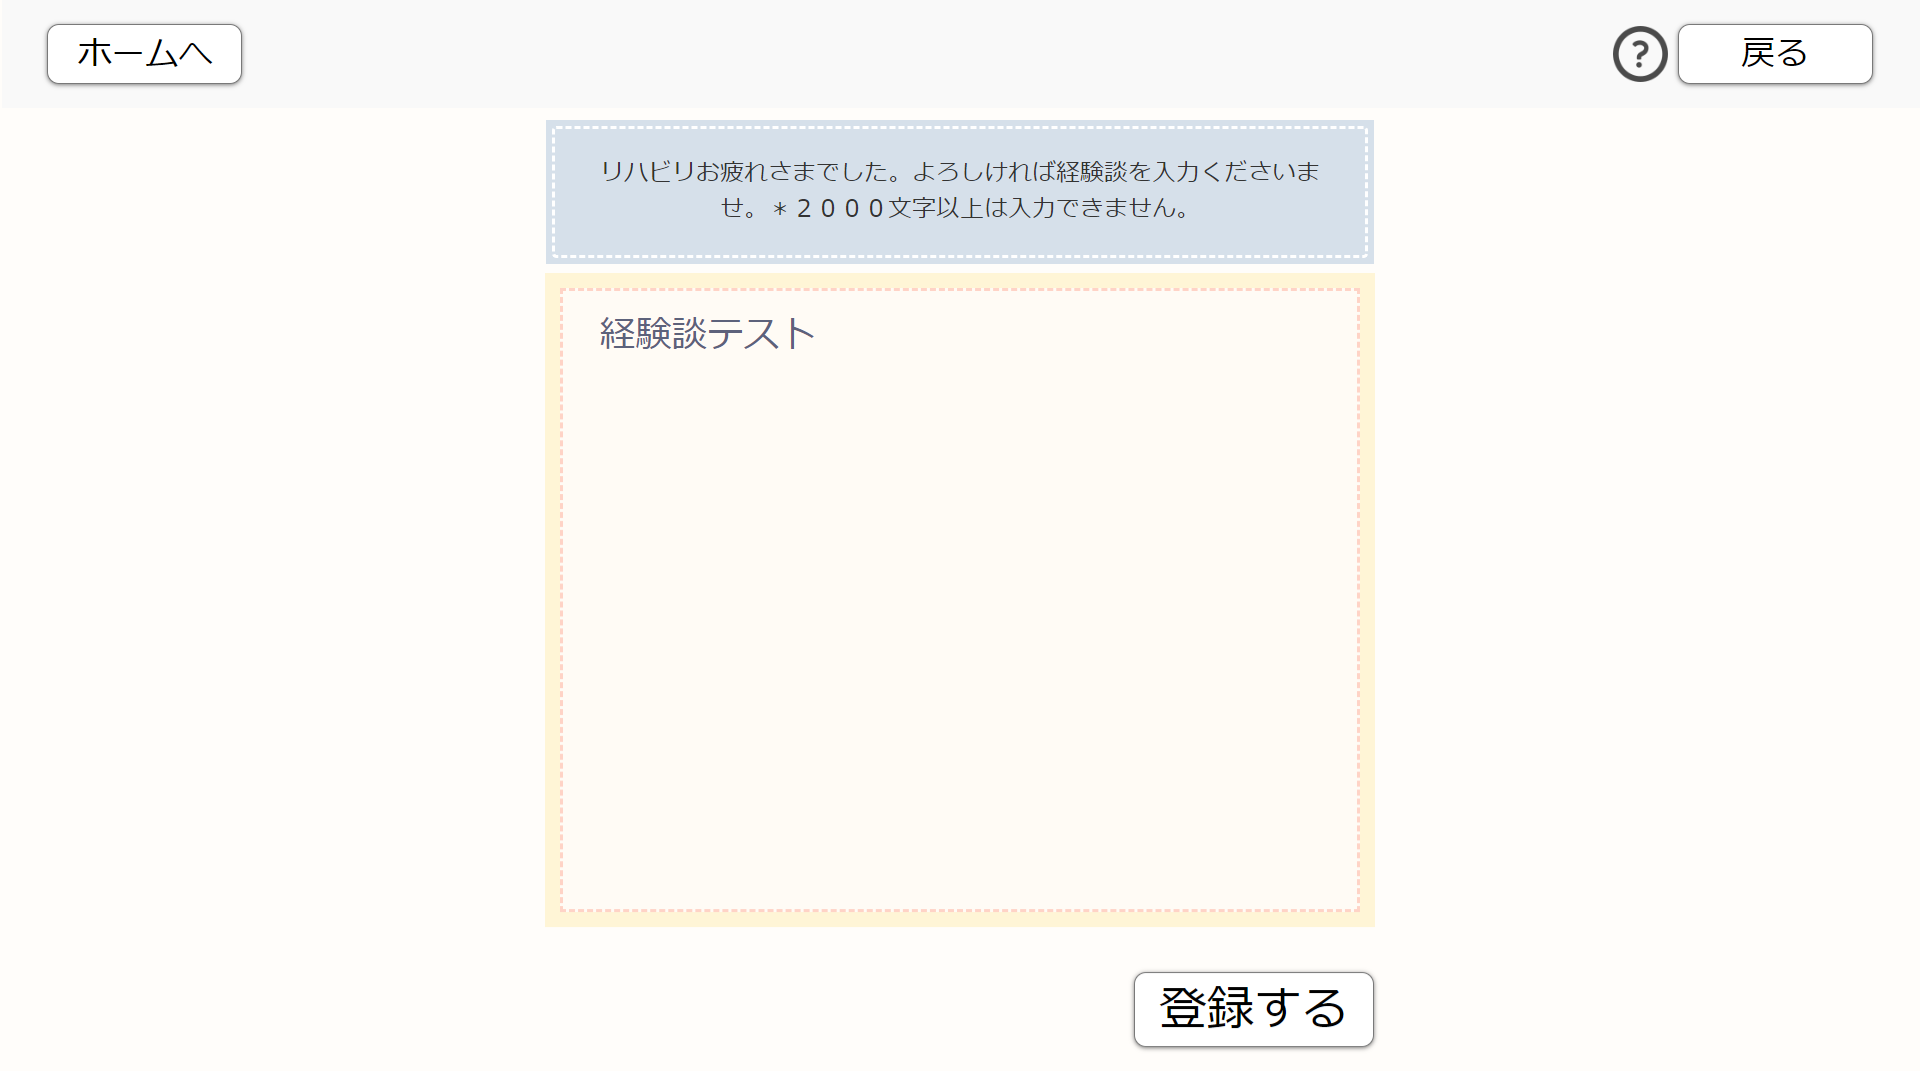 ホームへ
?
戻る
リハビリお疲れさまでした。よろしければ経験談を入力くださいま
せ。＊２０００文字以上は入力できません。
経験談テスト
登録する